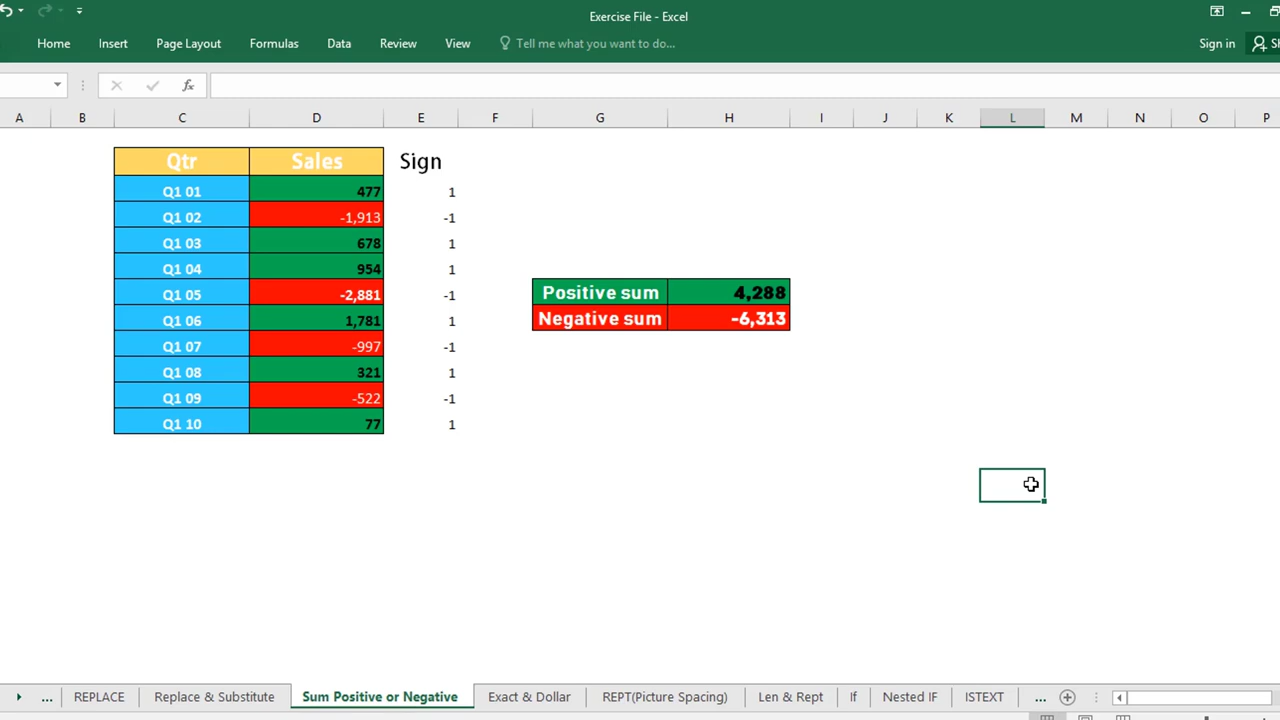 Exercise File - Excel
Home Insert Page Layout Formulas Data Review View Tell me what you want to do... Sign in
fx
A B C D E F G H I J K L M N O P
Qtr Sales Sign
Q1 01 477 1
Q1 02 -1,913 -1
Q1 03 678 1
Q1 04 954 1
Positive sum 4,288
Q1 05 -2,881 -1
Negative sum -6,313
Q1 06 1,781 1
Q1 07 -997 -1
Q1 08 321 1
Q1 09 -522 -1
Q1 10 77 1
... REPLACE Replace & Substitute Sum Positive or Negative Exact & Dollar REPT(Picture Spacing) Len & Rept If Nested IF ISTEXT ...